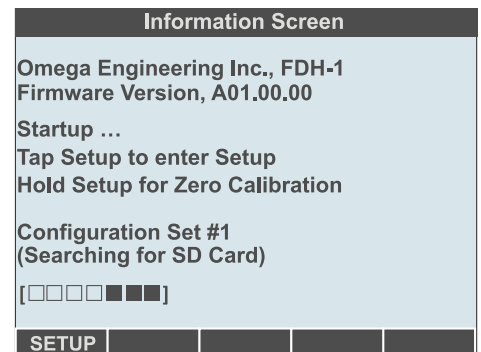 Information Screen
Omega Engineering Inc., FDH-1
Firmware Version, A01.00.00
Startup ...
Tap Setup to enter Setup
Hold Setup for Zero Calibration
Configuration Set #1
(Searching for SD Card)
[□□□□■■■]
SETUP